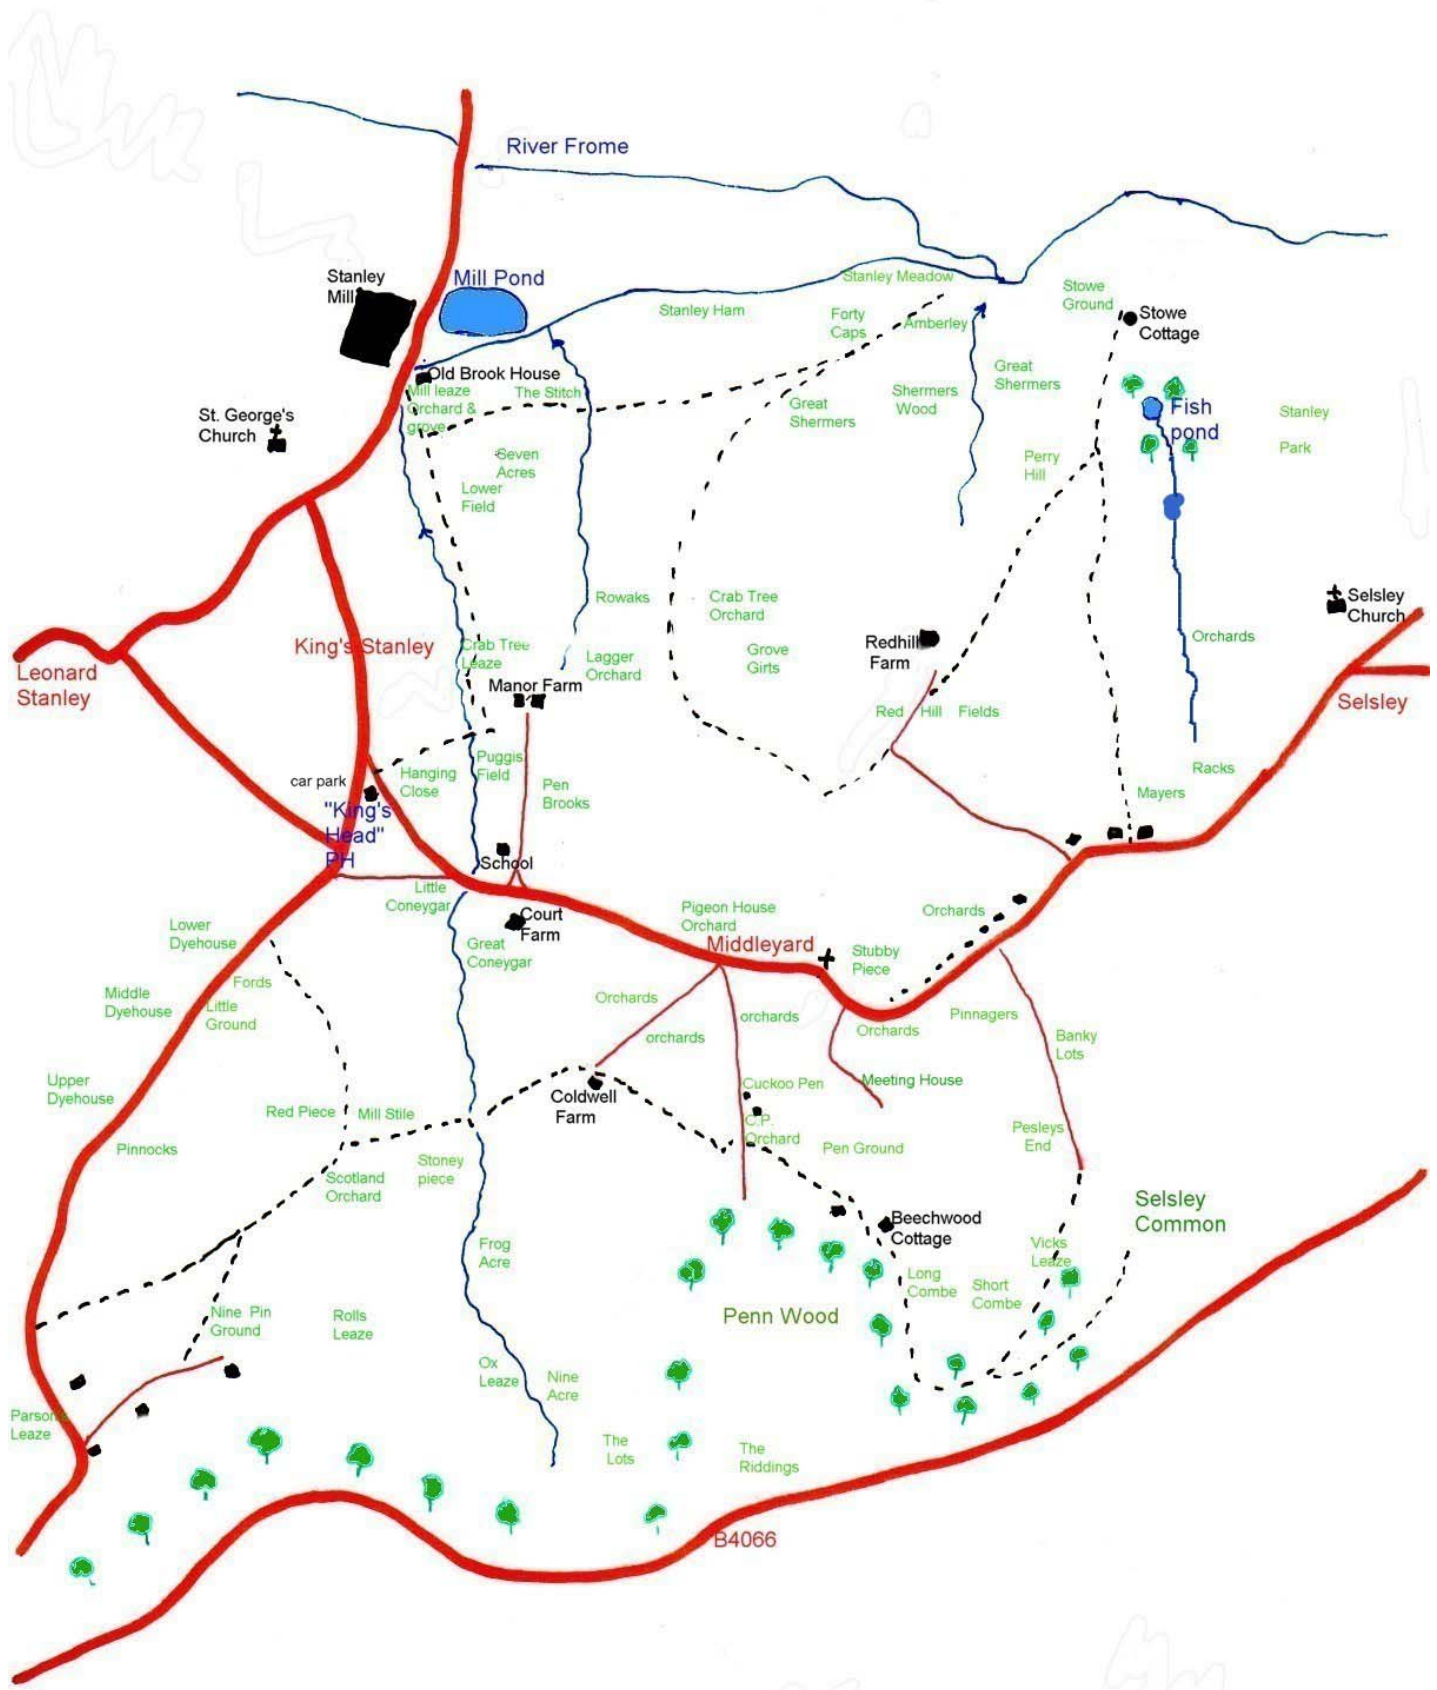 River Frome
Stanley
Mill
Mill Pond
Stanley Meadow
Stanley Ham
Forty
Caps
Amberley
Stowe
Ground
Stowe
Cottage
Old Brook House
Mill leaze
Orchard &
grove
The Stitch
Great
Shermers
Shermers
Wood
Great
Shermers
Fish
pond
Stanley
Park
St. George's
Church
Seven
Acres
Lower
Field
Perry
Hill
Rowaks
Crab Tree
Orchard
Selsley
Church
King's Stanley
Crab Tree
Leaze
Lagger
Orchard
Grove
Girts
Redhill
Farm
Orchards
Leonard
Stanley
Manor Farm
Red Hill Fields
Selsley
car park
Hanging
Close
Puggis
Field
Pen
Brooks
Racks
Mayers
"King's
Head"
PH
School
Little
Coneygar
Court
Farm
Pigeon House
Orchard
Orchards
Lower
Dyehouse
Great
Coneygar
Middleyard
Stubby
Piece
Fords
Middle
Dyehouse
Little
Ground
Orchards
orchards
orchards
Orchards
Pinnagers
Banky
Lots
Upper
Dyehouse
Red Piece
Mill Stile
Coldwell
Farm
Cuckoo Pen
Meeting House
C.P.
Orchard
Pen Ground
Pesleys
End
Pinnocks
Scotland
Orchard
Stoney
piece
Selsley
Common
Beechwood
Cottage
Frog
Acre
Vicks
Leaze
Long
Combe
Short
Combe
Nine Pin
Ground
Rolls
Leaze
Penn Wood
Ox
Leaze
Nine
Acre
Parsons
Leaze
The
Lots
The
Riddings
B4066